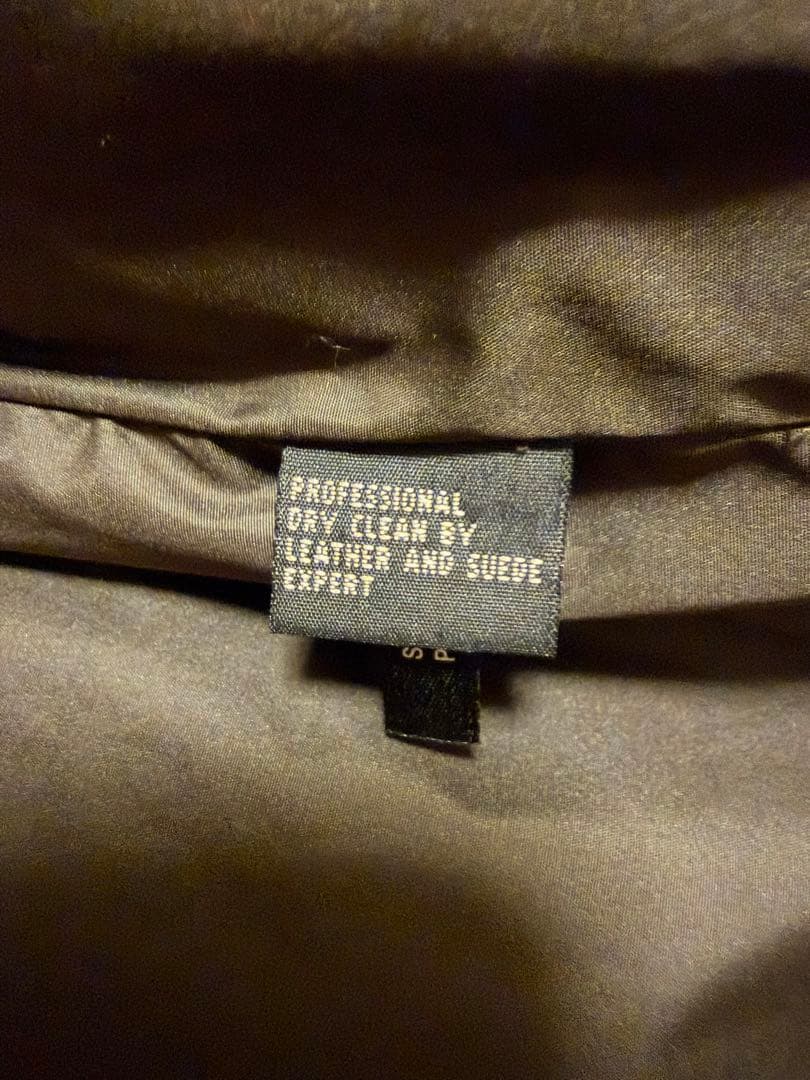 PROFESSIONAL
DRY CLEAN BY
LEATHER AND SUEDE
EXPERT
S
P